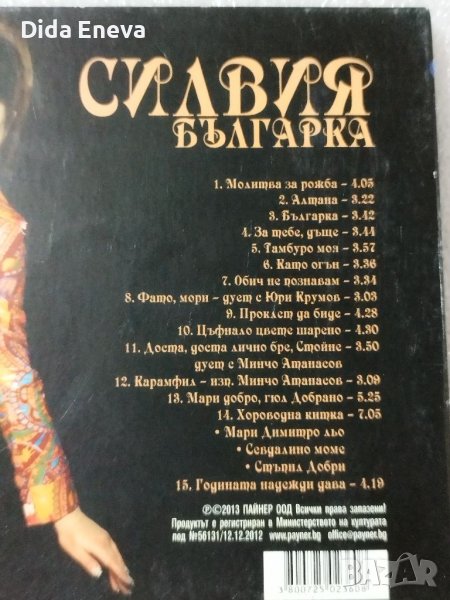 Dida Eneva
СИЛВИЯ
БЪЛГАРКА
1. Молитва за рожба - 4.05
2. Алтана - 3.22
3. Българка - 3.42
4. За тебе, дъще - 3.44
5. Тамбуро моя - 3.57
6. Като огън - 3.36
7. Обич не познавам - 3.34
8. Фато, мори - дует с Юри Крумов - 3.03
9. Проклет да биде - 4.28
10. Цъфнало цвете шарено - 4.30
11. Доста, доста лично бре, Стойне - 3.50
дует с Минчо Атанасов
12. Карамфил - изп. Минчо Атанасов - 3.09
13. Мари добро, гюл Добрано - 5.25
14. Хороводна китка - 7.05
• Мари Димитро льо
• Севдалино моме
• Стъпил Добри
15. Годината надежди дава - 4.19
℗©2013 ПАЙНЕР ООД Всички права запазени!
Продуктът е регистриран в Министерството на културата
под №56131/12.12.2012 www.payner.bg office@payner.bg
3 800725 023608
BAZAR